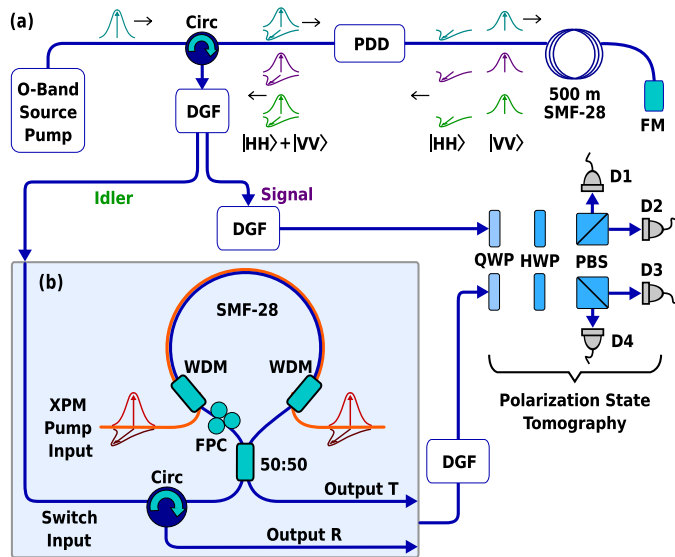 (a)
Circ
O-Band
Source
Pump
PDD
500 m
SMF-28
FM
DGF
|HH⟩+|VV⟩
|HH⟩
|VV⟩
Idler
Signal
DGF
D1
D2
QWP
HWP
PBS
D3
D4
Polarization State
Tomography
(b)
SMF-28
WDM
WDM
XPM
Pump
Input
FPC
50:50
Circ
Switch
Input
Output T
Output R
DGF